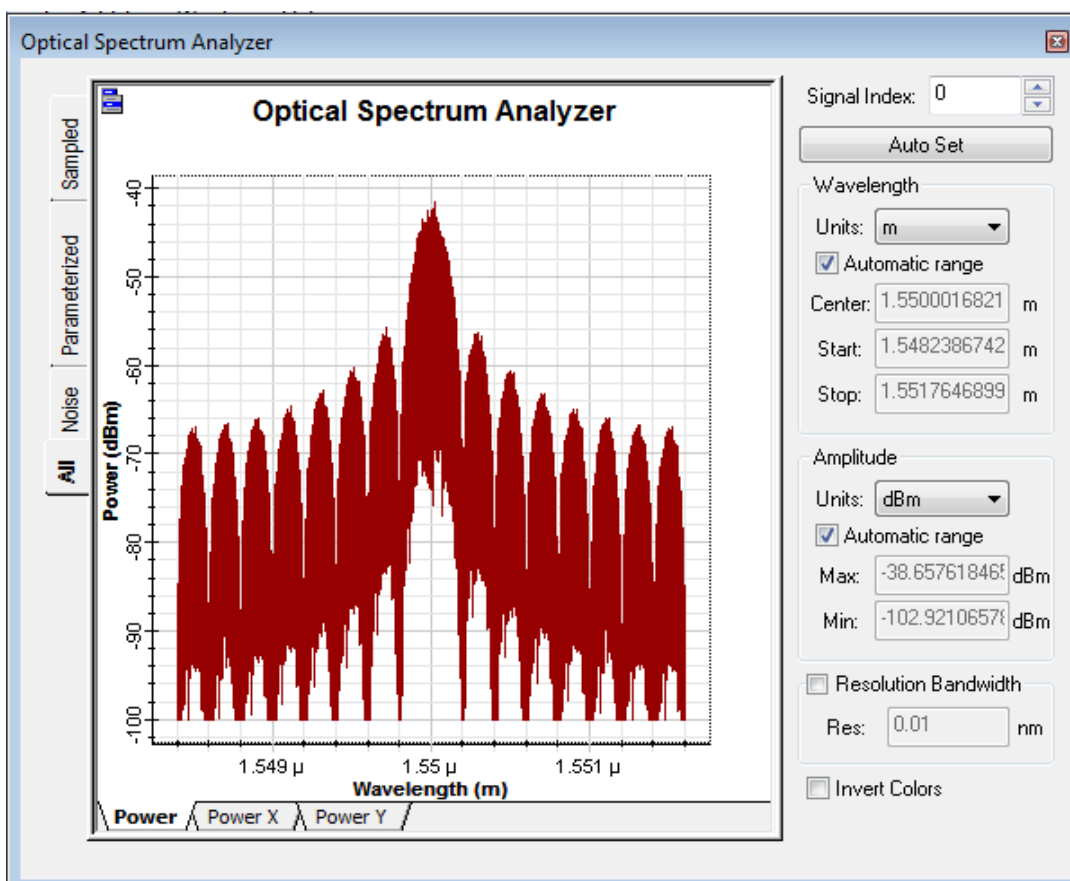 Optical Spectrum Analyzer
Sampled
Parameterized
Noise
All
Optical Spectrum Analyzer
Power (dBm)
-40
-50
-60
-70
-80
-90
-100
1.549 µ
1.55 µ
1.551 µ
Wavelength (m)
Power
Power X
Power Y
Signal Index: 0
Auto Set
Wavelength
Units: m
Automatic range
Center: 1.5500016821 m
Start: 1.5482386742 m
Stop: 1.5517646899 m
Amplitude
Units: dBm
Automatic range
Max: -38.657618465 dBm
Min: -102.92106578 dBm
Resolution Bandwidth
Res: 0.01 nm
Invert Colors